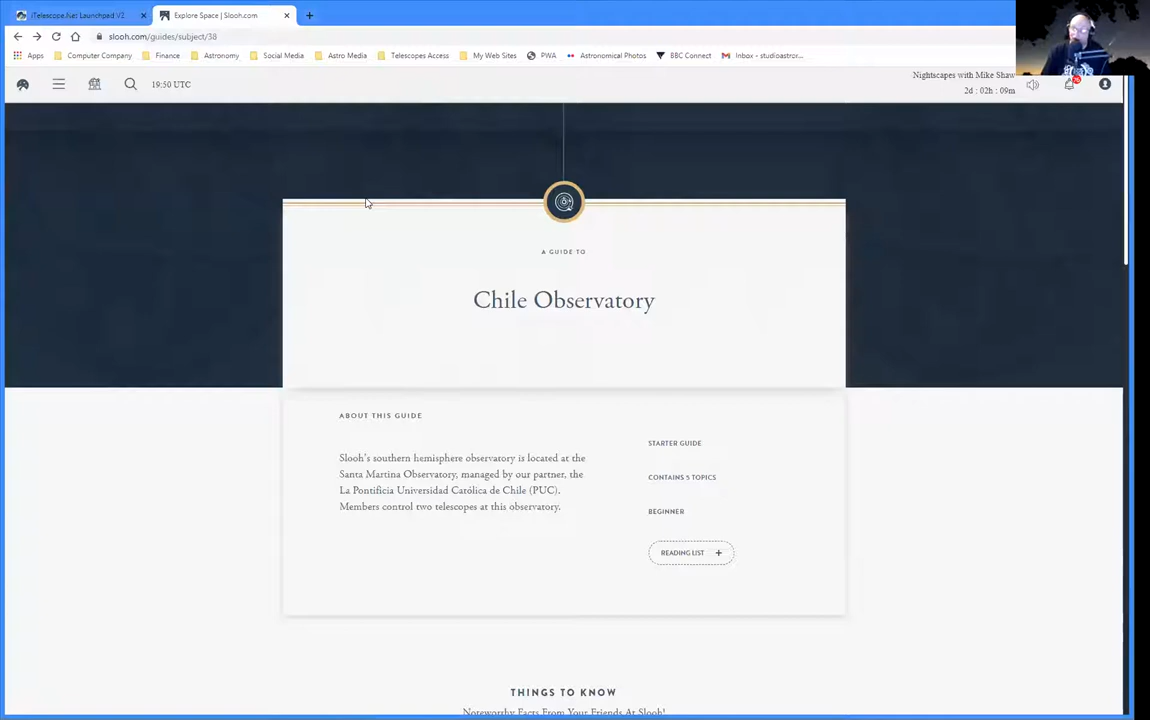 iTelescope.Net Launchpad V2
Explore Space | Slooh.com
slooh.com/guides/subject/38
Apps Computer Company Finance Astronomy Social Media Astro Media Telescopes Access My Web Sites PWA Astronomical Photos BBC Connect Inbox - studioastror...
19:50 UTC
Nightscapes with Mike Shaw
2d : 02h : 09m
A GUIDE TO
Chile Observatory
ABOUT THIS GUIDE
Slooh's southern hemisphere observatory is located at the
Santa Martina Observatory, managed by our partner, the
La Pontificia Universidad Católica de Chile (PUC).
Members control two telescopes at this observatory.
STARTER GUIDE
CONTAINS 5 TOPICS
BEGINNER
READING LIST +
THINGS TO KNOW
Noteworthy Facts From Your Friends At Slooh!